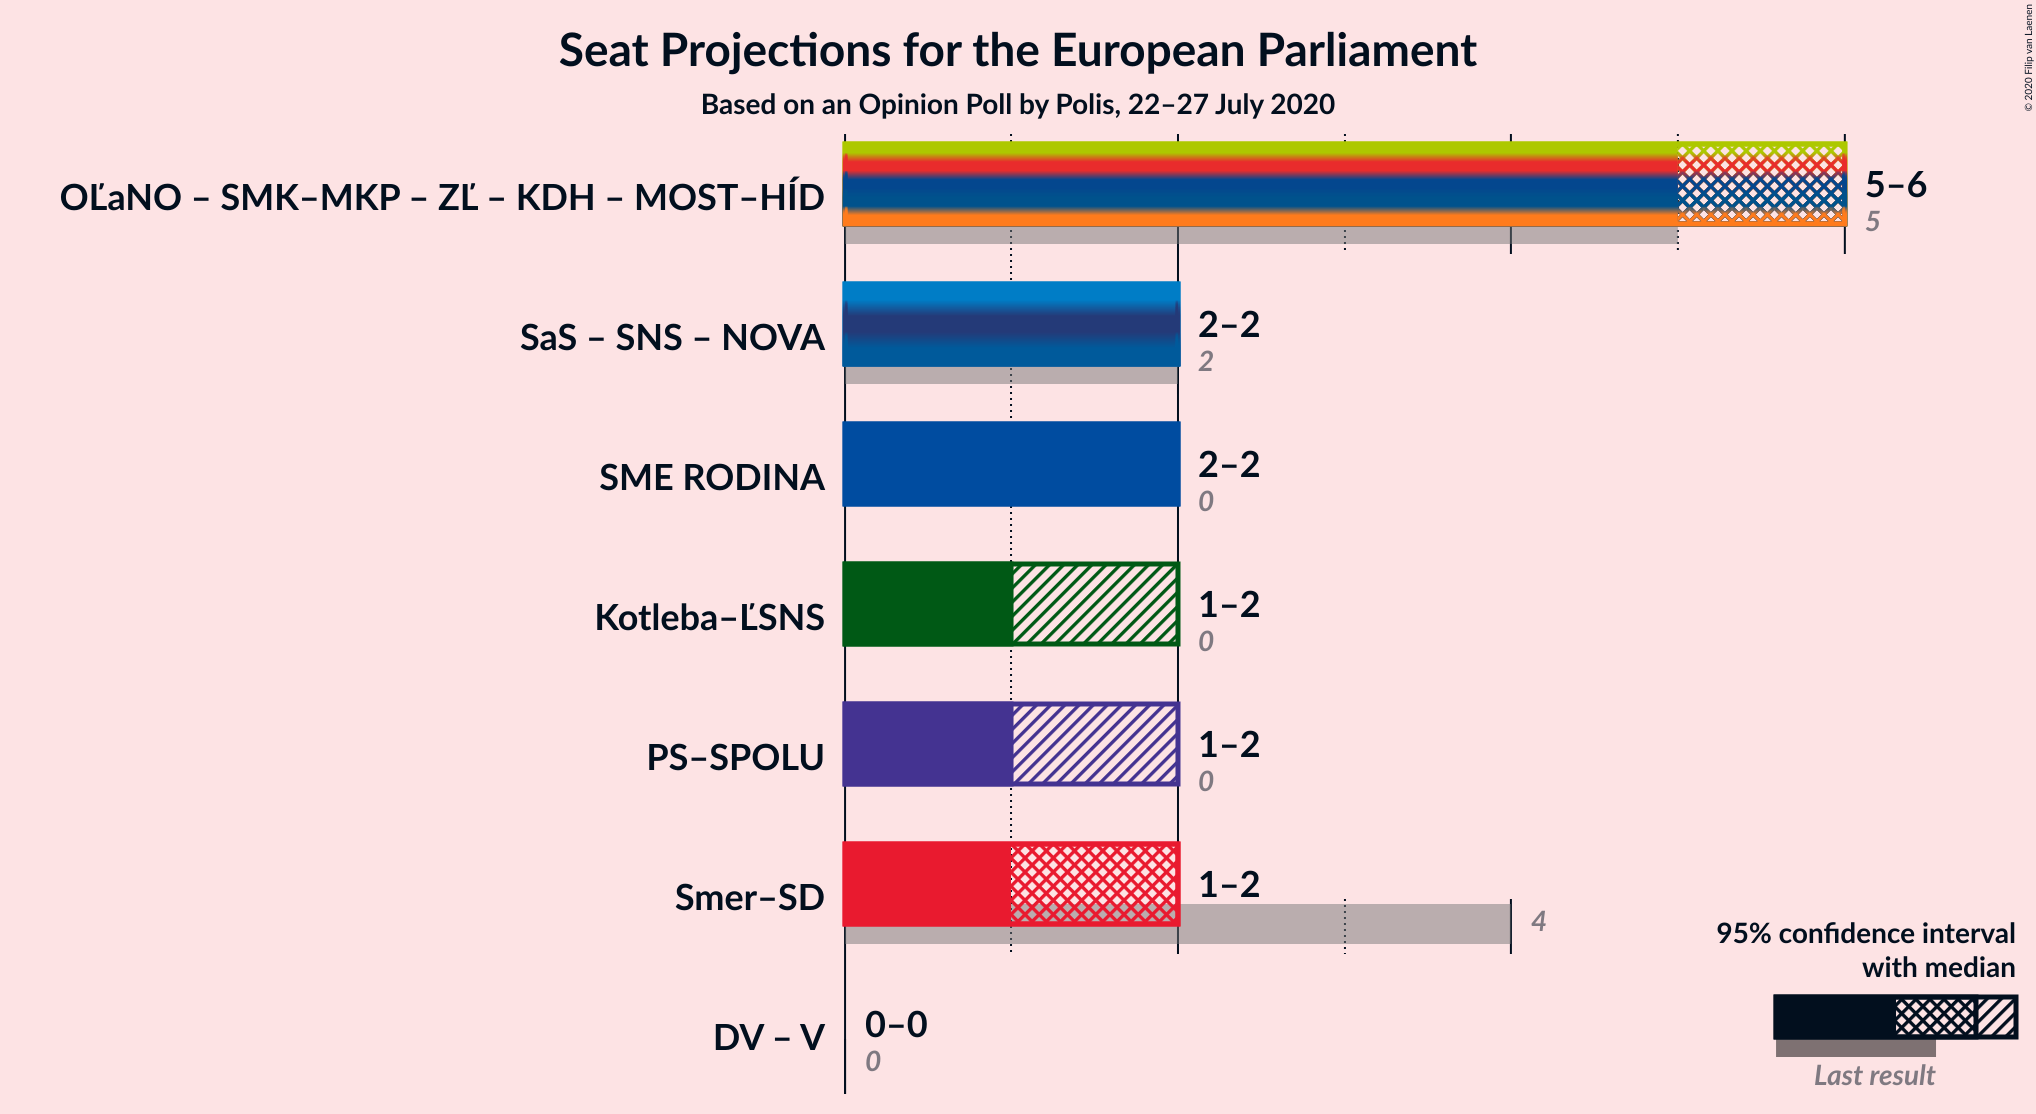 Seat Projections for the European Parliament
Based on an Opinion Poll by Polis, 22–27 July 2020
© 2020 Filip van Laenen
OĽaNO – SMK–MKP – ZĽ – KDH – MOST–HÍD
5–6
5
SaS – SNS – NOVA
2–2
2
SME RODINA
2–2
0
Kotleba–ĽSNS
1–2
0
PS–SPOLU
1–2
0
Smer–SD
1–2
4
DV – V
0–0
0
95% confidence interval
with median
Last result